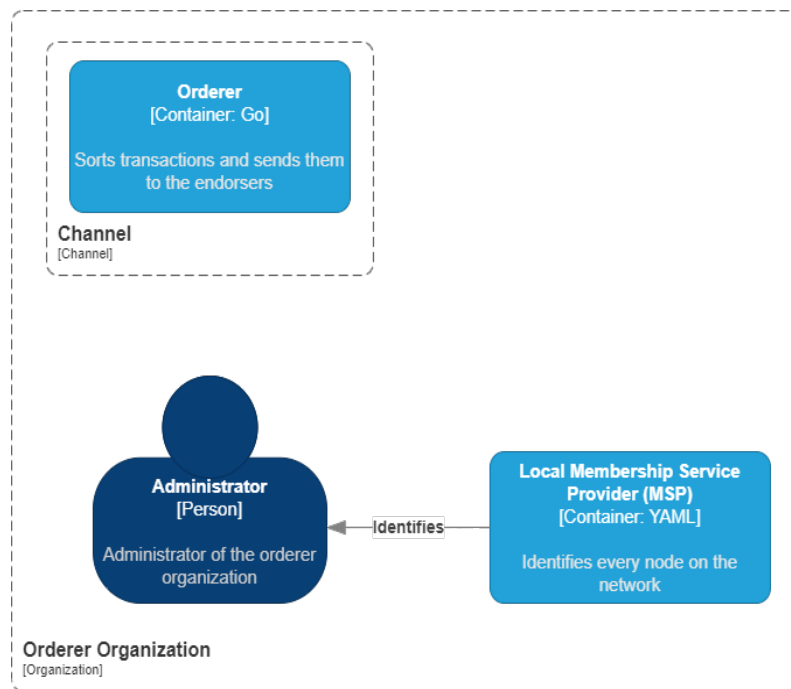 Orderer
[Container: Go]
Sorts transactions and sends them
to the endorsers
Channel
[Channel]
Administrator
[Person]
Administrator of the orderer
organization
Identifies
Local Membership Service
Provider (MSP)
[Container: YAML]
Identifies every node on the
network
Orderer Organization
[Organization]